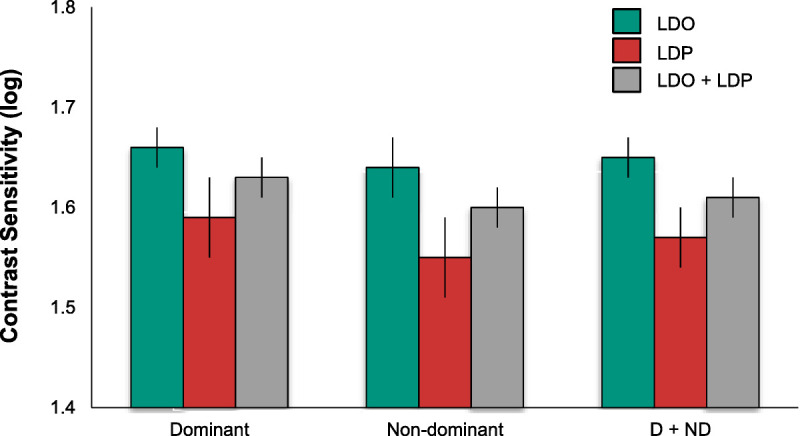 Contrast Sensitivity (log)
1.8
1.7
1.6
1.5
1.4
LDO
LDP
LDO + LDP
Dominant
Non-dominant
D + ND